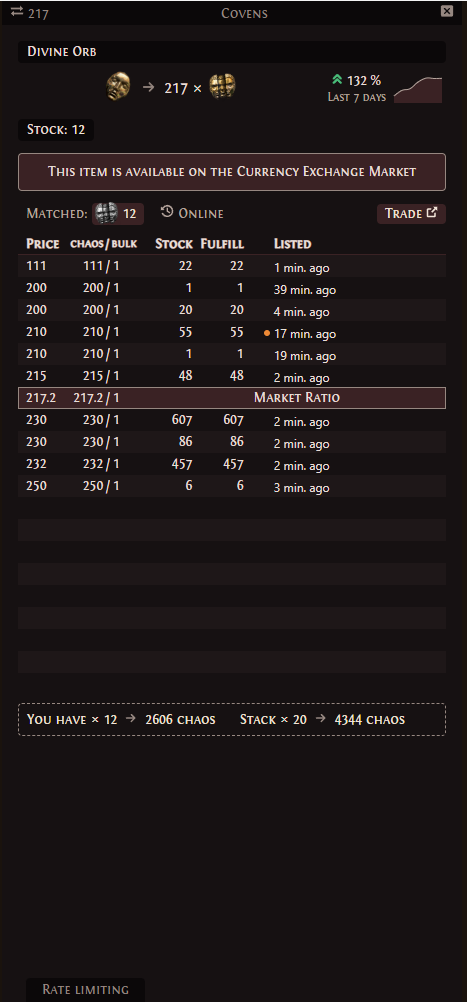 217 Covens
Divine Orb
→ 217 ×
132 %
Last 7 days
Stock: 12
This item is available on the Currency Exchange Market
Matched: 12 Online Trade
Price chaos/bulk Stock Fulfill Listed
111 111 / 1 22 22 1 min. ago
200 200 / 1 1 1 39 min. ago
200 200 / 1 20 20 4 min. ago
210 210 / 1 55 55 17 min. ago
210 210 / 1 1 1 19 min. ago
215 215 / 1 48 48 2 min. ago
217.2 217.2 / 1 Market Ratio
230 230 / 1 607 607 2 min. ago
230 230 / 1 86 86 2 min. ago
232 232 / 1 457 457 2 min. ago
250 250 / 1 6 6 3 min. ago
You have × 12 → 2606 chaos Stack × 20 → 4344 chaos
Rate limiting